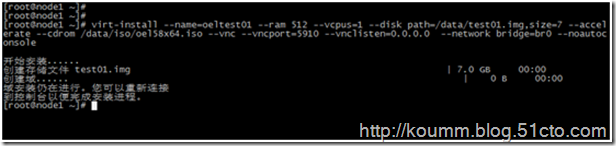 [root@node1 ~]#
[root@node1 ~]#
[root@node1 ~]# virt-install --name=oeltest01 --ram 512 --vcpus=1 --disk path=/data/test01.img,size=7 --accel
erate --cdrom /data/iso/oel58x64.iso --vnc --vncport=5910 --vnclisten=0.0.0.0 --network bridge=br0 --noautoc
onsole
开始安装......
创建存储文件 test01.img | 7.0 GB 00:00
创建域...... | 0 B 00:00
域安装仍在进行。您可以重新连接
到控制台以便完成安装进程。
[root@node1 ~]#
http://koumm.blog.51cto.com